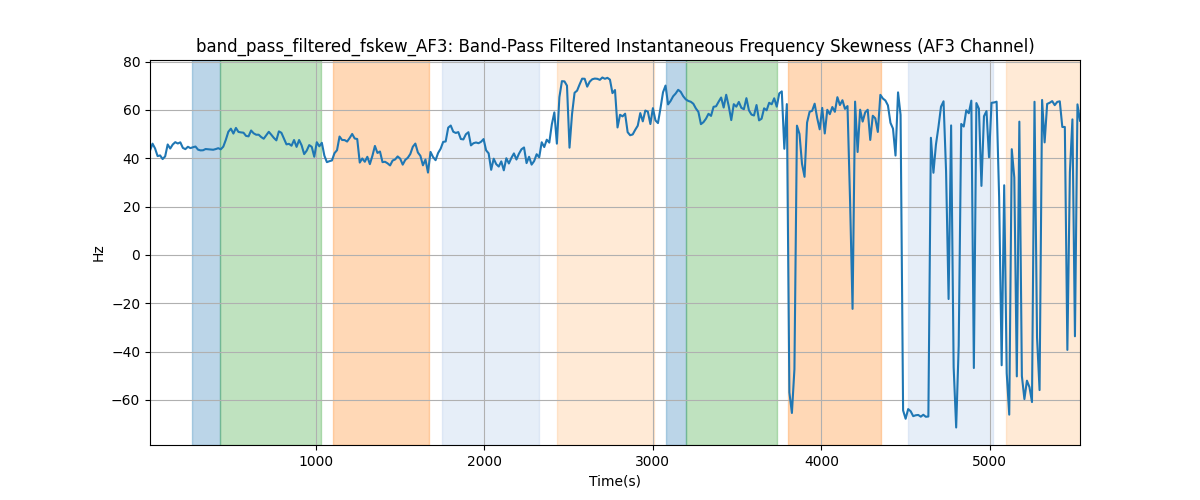 band_pass_filtered_fskew_AF3: Band-Pass Filtered Instantaneous Frequency Skewness (AF3 Channel)
80
60
40
20
0
−20
−40
−60
Hz
1000 2000 3000 4000 5000
Time(s)